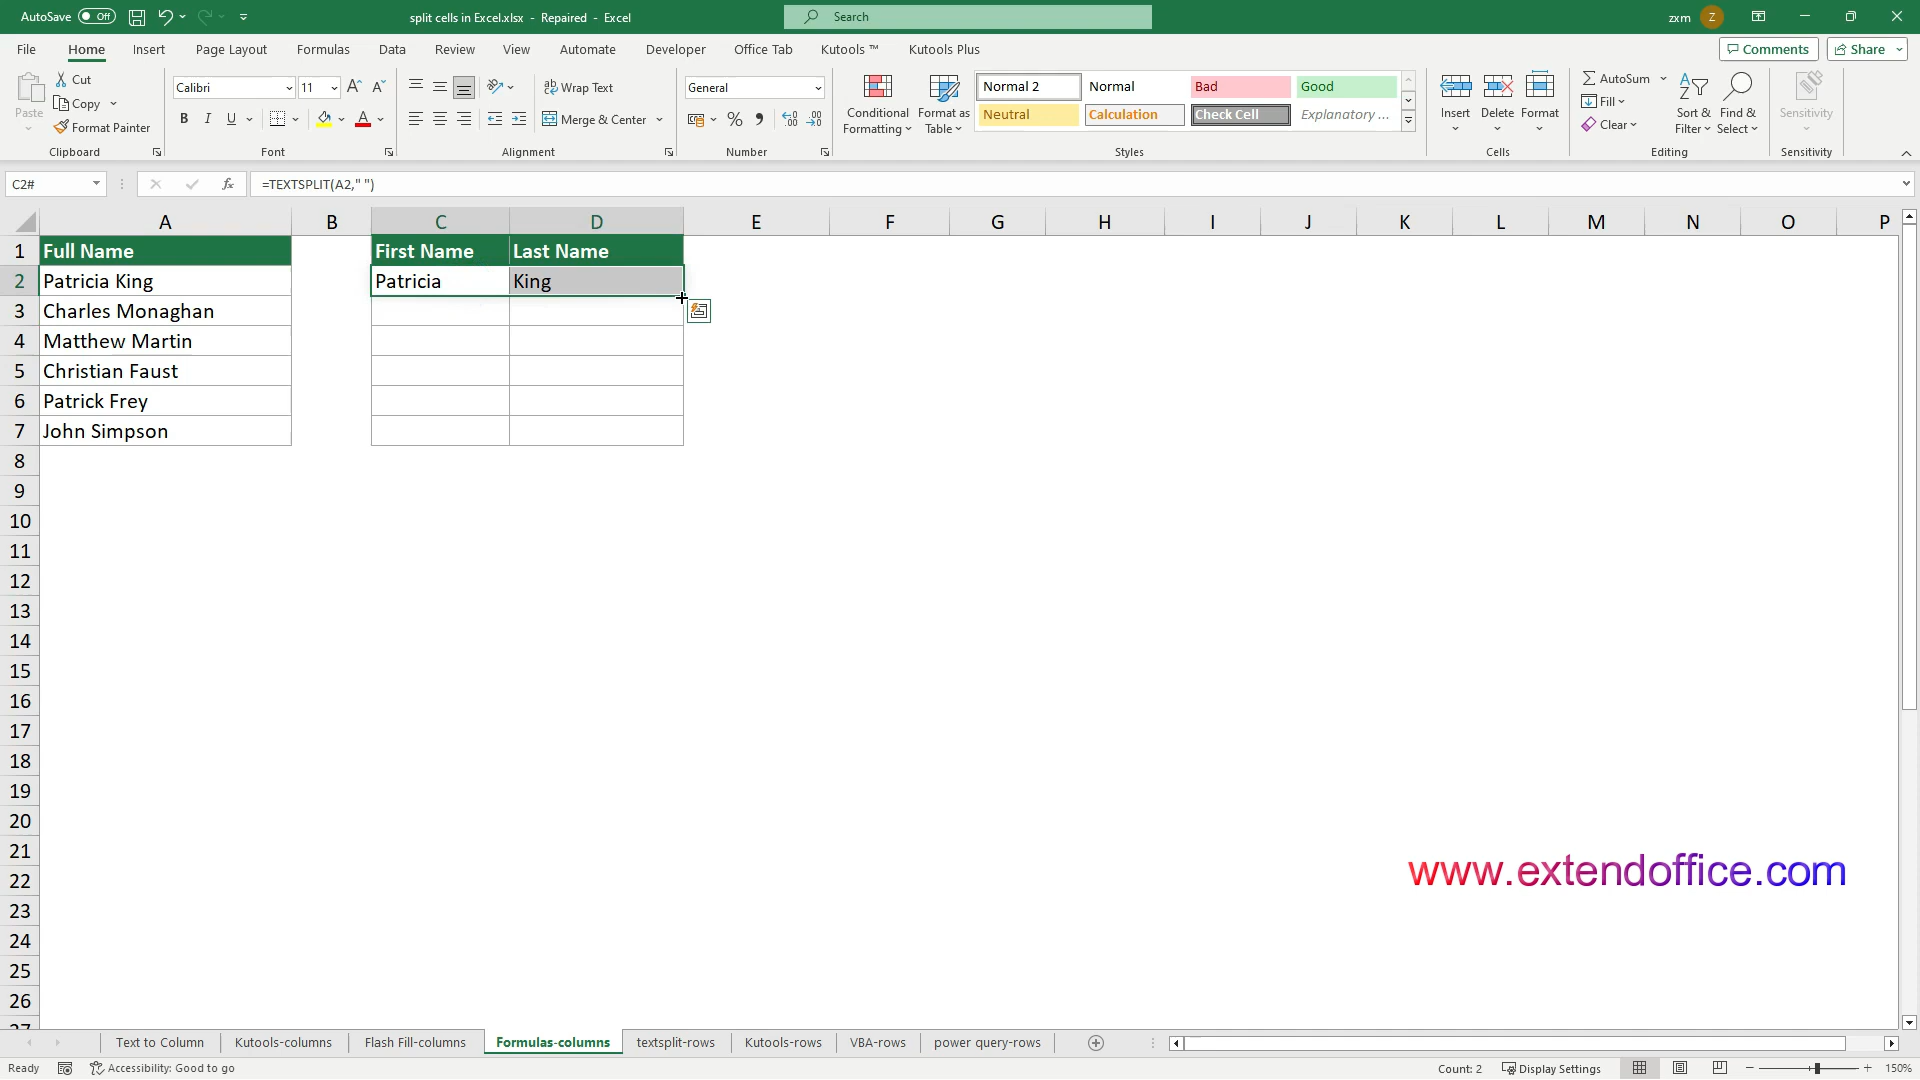 AutoSave Off split cells in Excel.xlsx - Repaired - Excel Search zxm Z
File Home Insert Page Layout Formulas Data Review View Automate Developer Office Tab Kutools ™ Kutools Plus Comments Share
Paste Cut Copy Format Painter Clipboard
Calibri 11 B I U A A A Font
Wrap Text Merge & Center Alignment
General % Number
Conditional Formatting Format as Table Normal 2 Normal Bad Good
Neutral Calculation Check Cell Explanatory ... Styles
Insert Delete Format Cells
AutoSum Fill Clear Sort & Filter Find & Select Editing
Sensitivity Sensitivity
C2# fx =TEXTSPLIT(A2," ")
A B C D E F G H I J K L M N O P
1 Full Name First Name Last Name
2 Patricia King Patricia King
3 Charles Monaghan
4 Matthew Martin
5 Christian Faust
6 Patrick Frey
7 John Simpson
8
9
10
11
12
13
14
15
16
17
18
19
20
21
22
www.extendoffice.com
23
24
25
26
27
Text to Column Kutools-columns Flash Fill-columns Formulas-columns textsplit-rows Kutools-rows VBA-rows power query-rows
Ready Accessibility: Good to go Count: 2 Display Settings 150%